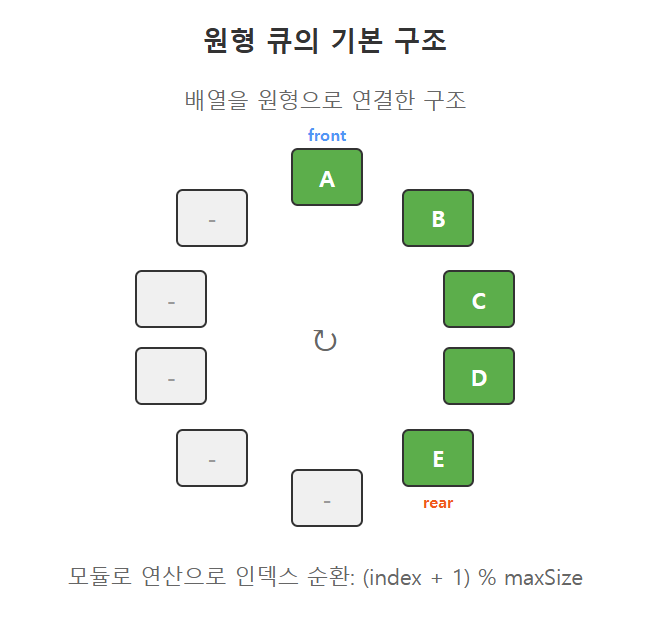 원형 큐의 기본 구조
배열을 원형으로 연결한 구조
front
A
-
B
-
C
↻
-
D
-
E
-
rear
모듈로 연산으로 인덱스 순환: (index + 1) % maxSize